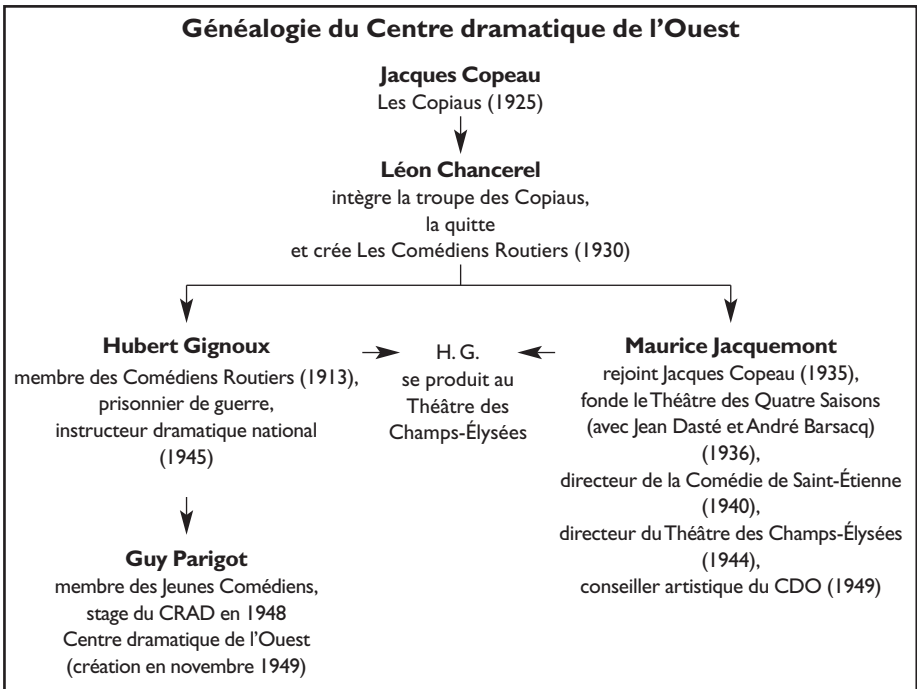 Généalogie du Centre dramatique de l’Ouest
Jacques Copeau
Les Copiaus (1925)
Léon Chancerel
intègre la troupe des Copiaus,
la quitte
et crée Les Comédiens Routiers (1930)
Hubert Gignoux
membre des Comédiens Routiers (1913),
prisonnier de guerre,
instructeur dramatique national
(1945)
H. G.
se produit au
Théâtre des
Champs-Élysées
Maurice Jacquemont
rejoint Jacques Copeau (1935),
fonde le Théâtre des Quatre Saisons
(avec Jean Dasté et André Barsacq)
(1936),
directeur de la Comédie de Saint-Étienne
(1940),
directeur du Théâtre des Champs-Élysées
(1944),
conseiller artistique du CDO (1949)
Guy Parigot
membre des Jeunes Comédiens,
stage du CRAD en 1948
Centre dramatique de l’Ouest
(création en novembre 1949)